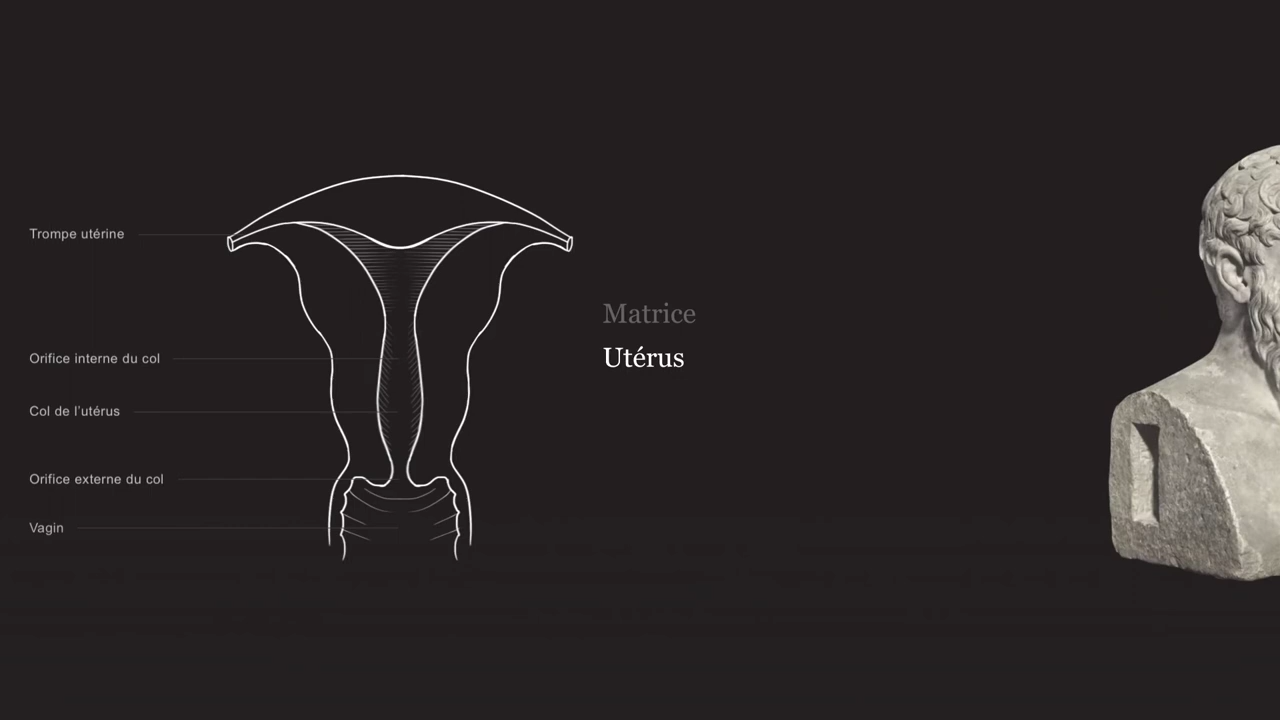 Trompe utérine
Orifice interne du col
Col de l'utérus
Orifice externe du col
Vagin
Matrice
Utérus